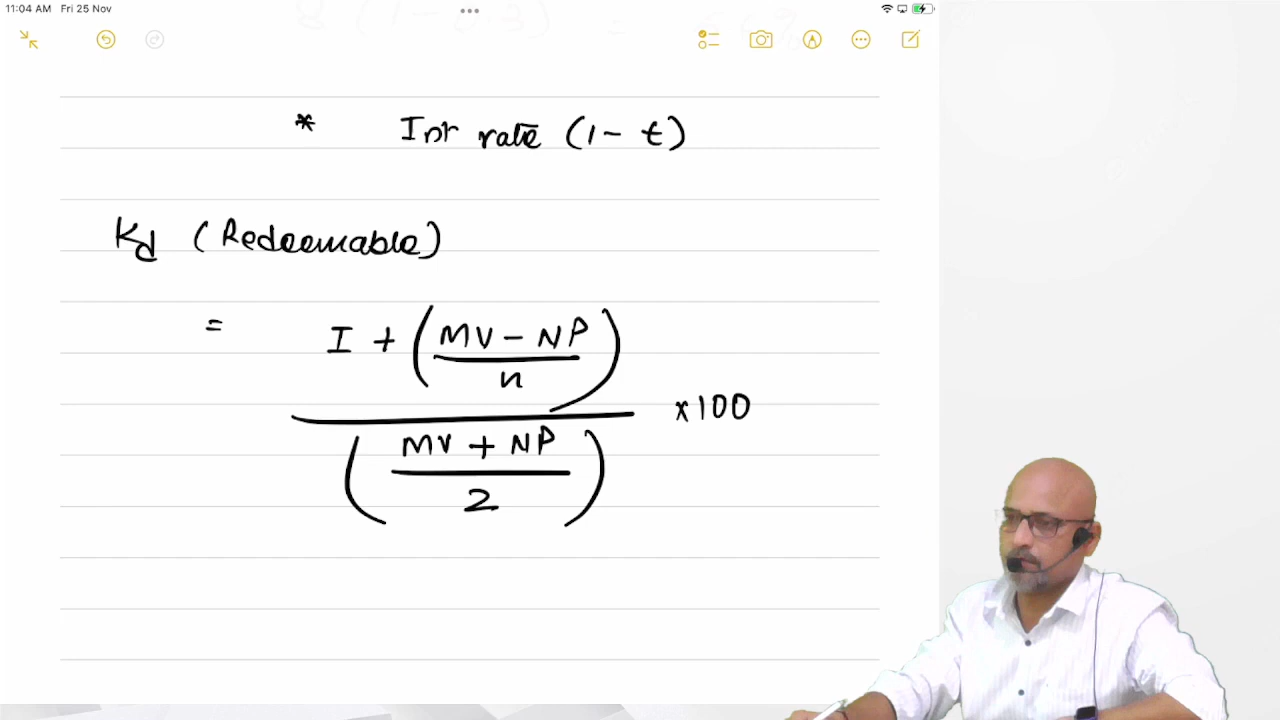 11:04 AM Fri 25 Nov
* Int rate (1 - t)
Kd (Redeemable)
= I + (MV - NP / n)
x100
(MV + NP / 2)